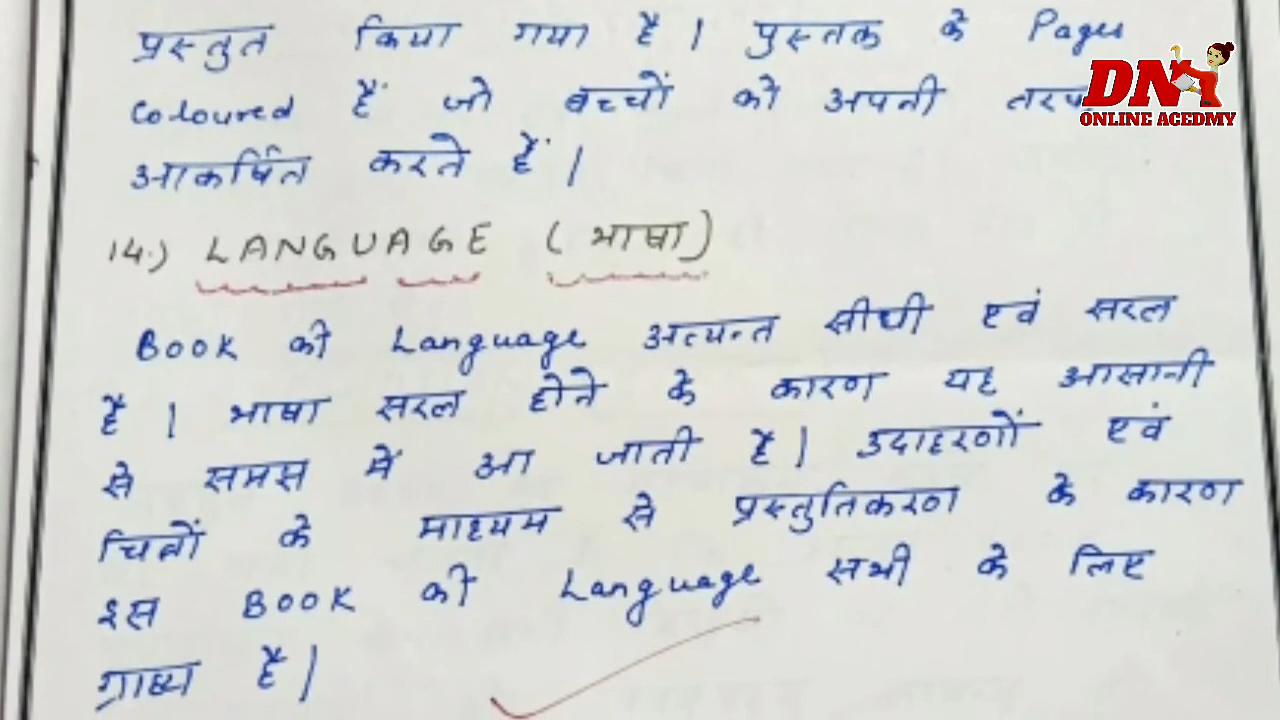 प्रस्तुत किया गया है | पुस्तक के Pages
DN
ONLINE ACEDMY
Coloured हैं जो बच्चों को अपनी तरफ
आकर्षित करते हैं |
14.) LANGUAGE (भाषा)
Book की Language अत्यन्त सीधी एवं सरल
है | भाषा सरल होने के कारण यह आसानी
से समझ में आ जाती है | उदाहरणों एवं
चित्रों के माध्यम से प्रस्तुतिकरण के कारण
इस Book की Language सभी के लिए
ग्राह्य है |